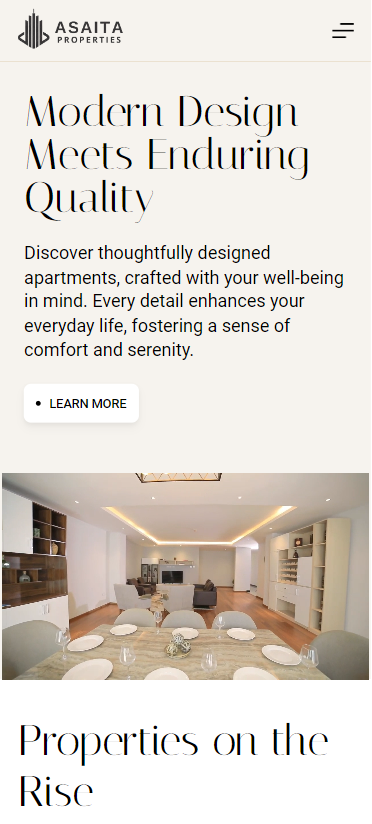 ASAITA
PROPERTIES
Modern Design
Meets Enduring
Quality
Discover thoughtfully designed
apartments, crafted with your well-being
in mind. Every detail enhances your
everyday life, fostering a sense of
comfort and serenity.
• LEARN MORE
Properties on the
Rise